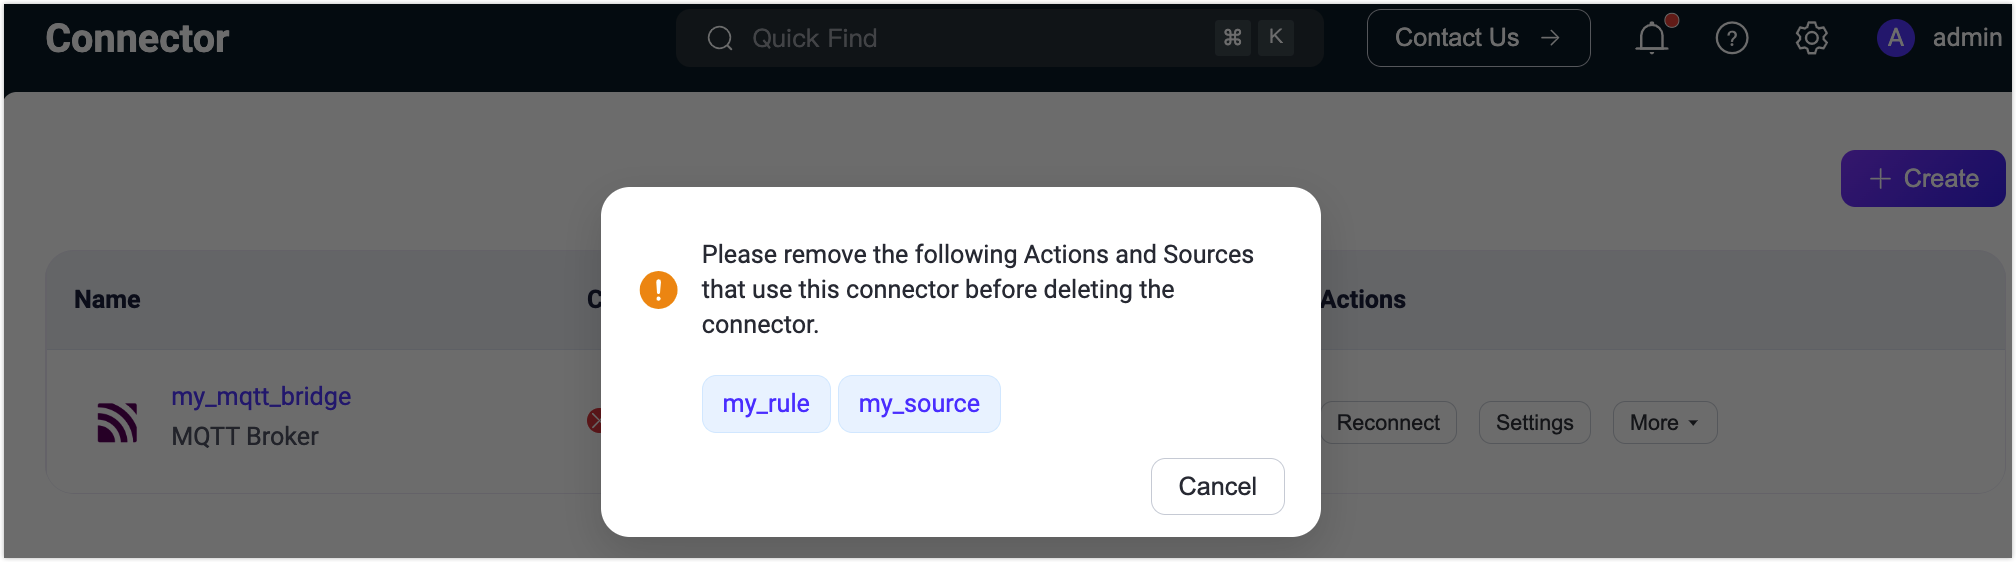 Connector
Quick Find ⌘ K
Contact Us →
A admin
+ Create
Please remove the following Actions and Sources
that use this connector before deleting the
connector.
my_rule my_source
Cancel
Name
Actions
my_mqtt_bridge
MQTT Broker
Reconnect Settings More